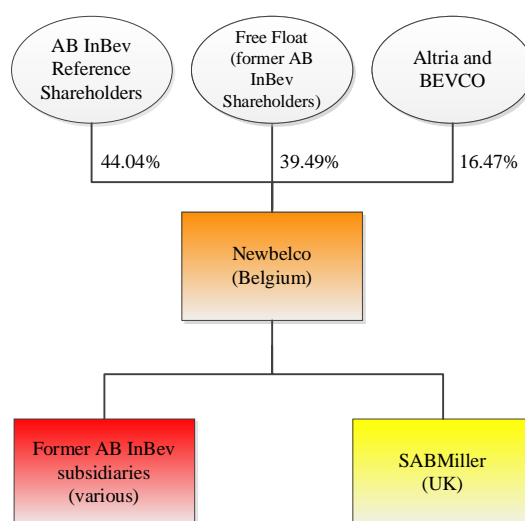 AB InBev
Reference
Shareholders
Free Float
(former AB
InBev
Shareholders)
Altria and
BEVCO
44.04%
39.49%
16.47%
Newbelco
(Belgium)
Former AB InBev
subsidiaries
(various)
SABMiller
(UK)